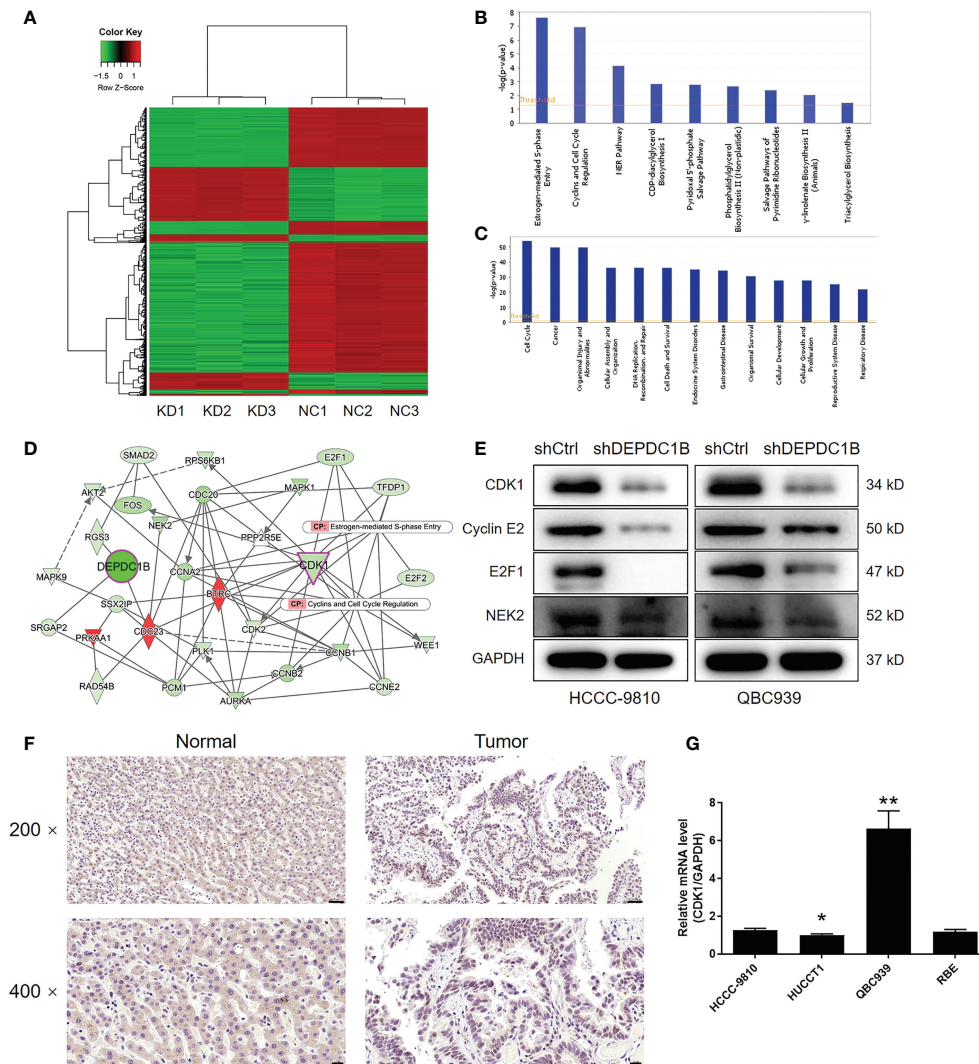 A
Color Key
−1.5 0 1
Row Z-Score
KD1 KD2 KD3 NC1 NC2 NC3
B
-log(p-value)
8
7
6
5
4
3
2
1
0
Threshold
Estrogen-mediated S-phase Entry
Cyclins and Cell Cycle Regulation
NER Pathway
CDP-diacylglycerol Biosynthesis I
Pyridoxal 5'-phosphate Salvage Pathway
Phosphatidylglycerol Biosynthesis II (Non-plastidic)
Salvage Pathways of Pyrimidine Ribonucleotides
γ-linolenate Biosynthesis II (Animals)
Triacylglycerol Biosynthesis
C
-log(p-value)
50
40
30
20
10
0
Threshold
Cell Cycle
Cancer
Organismal Injury and Abnormalities
Cellular Assembly and Organization
DNA Replication, Recombination, and Repair
Cell Death and Survival
Endocrine System Disorders
Gastrointestinal Disease
Organismal Survival
Cellular Development
Cellular Growth and Proliferation
Reproductive System Disease
Respiratory Disease
D
SMAD2
RPS6KB1
E2F1
AKT2
CDC20
MAPK1
TFDP1
FOS
NEK2
CP: Estrogen-mediated S-phase Entry
RGS3
PPP2R5E
DEPDC1B
CDK1
MAPK9
CCNA2
E2F2
BTRC
SSX2IP
CP: Cyclins and Cell Cycle Regulation
SRGAP2
PRKAA1
CDC23
CDK2
WEE1
PLK1
CCNB1
RAD54B
PCM1
CCNB2
CCNE2
AURKA
E
shCtrl shDEPDC1B shCtrl shDEPDC1B
CDK1 34 kD
Cyclin E2 50 kD
E2F1 47 kD
NEK2 52 kD
GAPDH 37 kD
HCCC-9810 QBC939
F
Normal Tumor
200 ×
400 ×
G
Relative mRNA level
(CDK1/GAPDH)
8
6
4
2
0
*
**
HCCC-9810
HUCCT1
QBC939
RBE